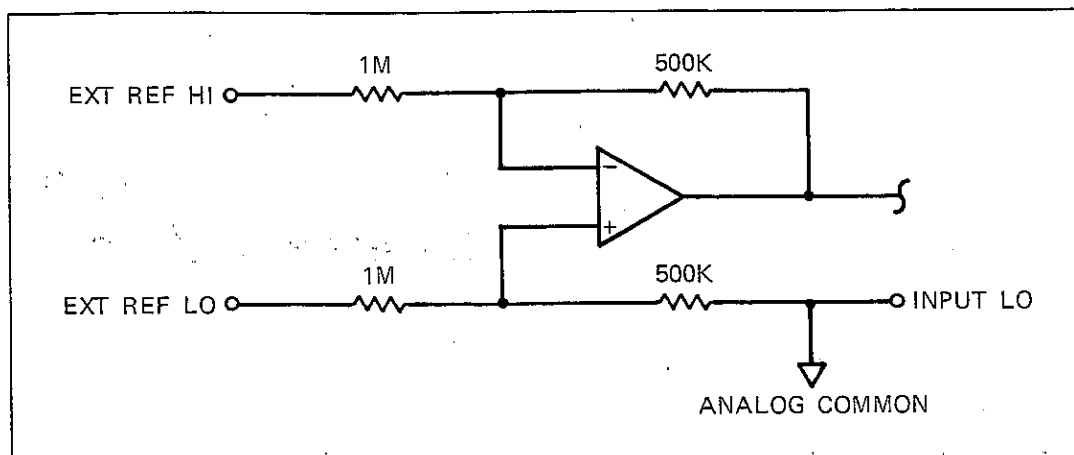 1M
500K
EXT REF HI
−
+
1M
500K
EXT REF LO
INPUT LO
ANALOG COMMON